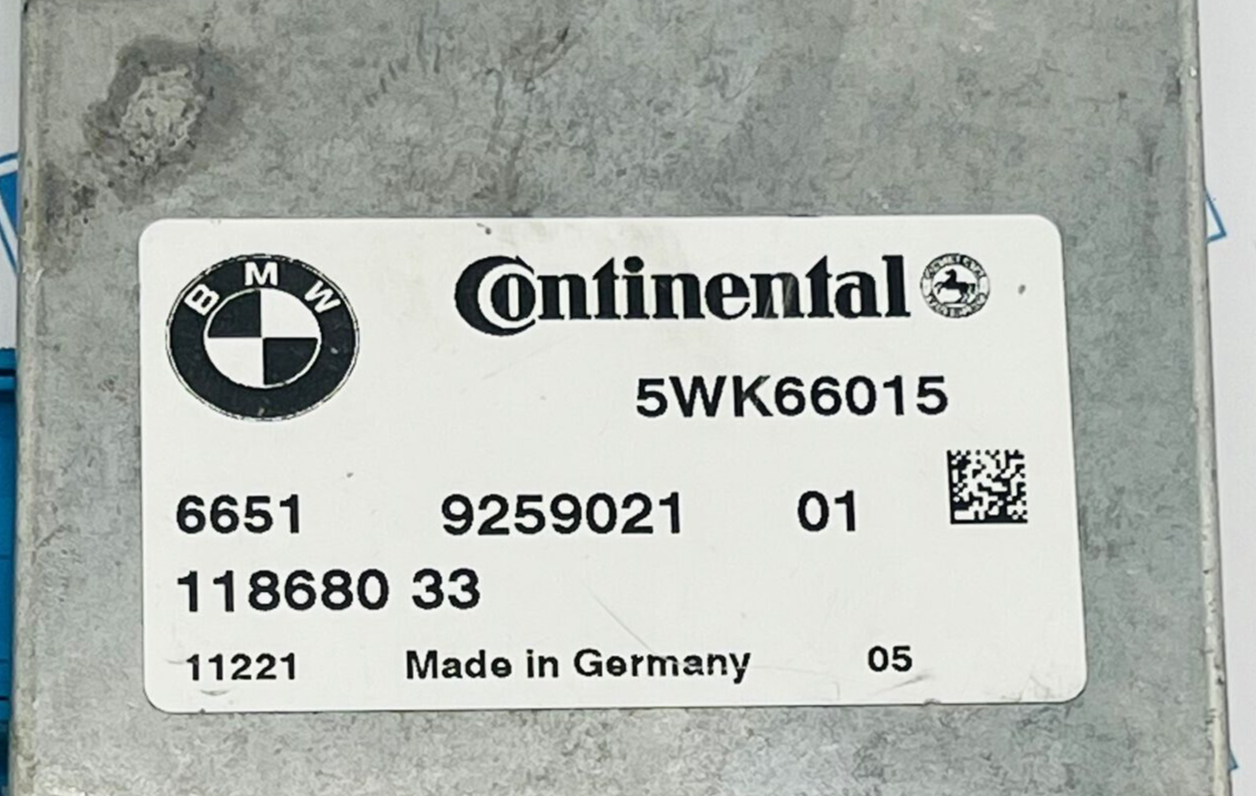 BMW
Continental
5WK66015
6651 9259021 01
118680 33
11221 Made in Germany 05